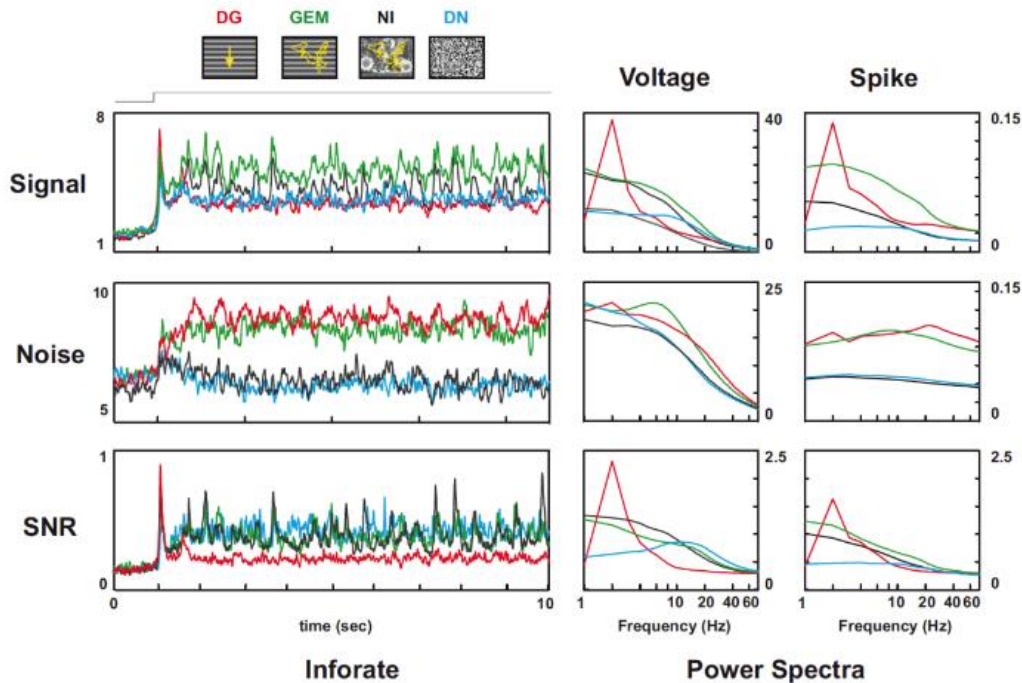 DG GEM NI DN
Voltage Spike
Signal 8 1 40 0 0.15 0
Noise 10 5 25 0 0.15 0
SNR 1 0 2.5 0 2.5 0
0 10 1 10 20 40 60 1 10 20 40 60
time (sec) Frequency (Hz) Frequency (Hz)
Inforate Power Spectra